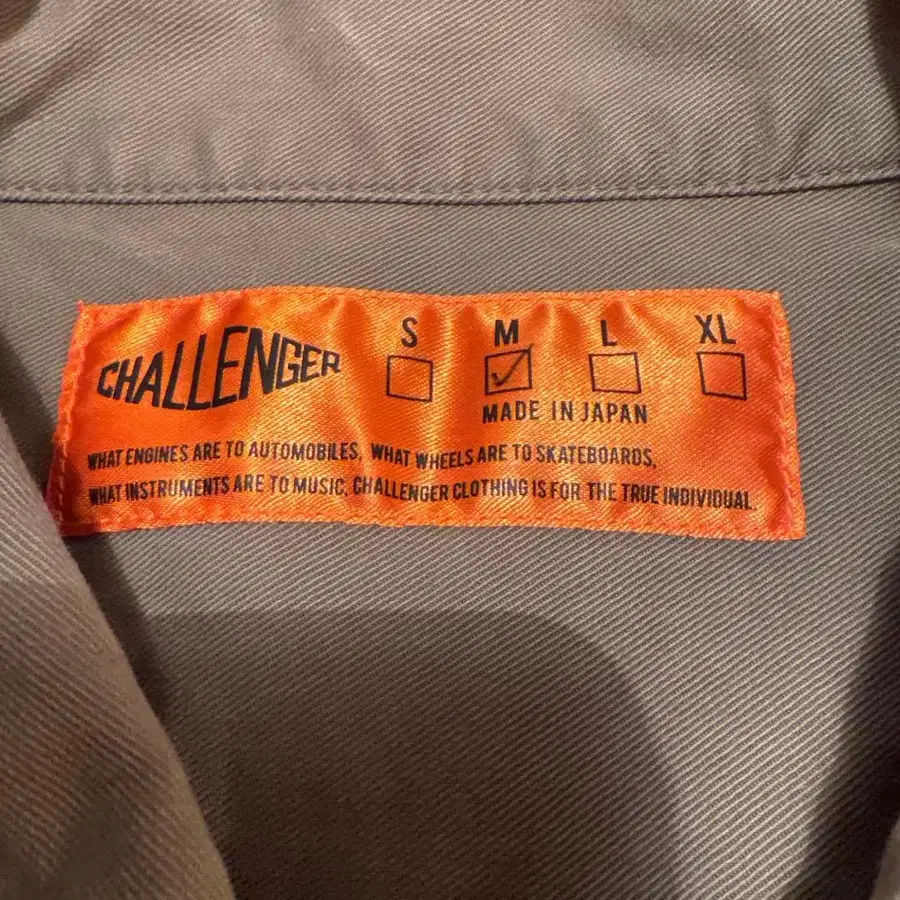 CHALLENGER
S M L XL
MADE IN JAPAN
WHAT ENGINES ARE TO AUTOMOBILES, WHAT WHEELS ARE TO SKATEBOARDS,
WHAT INSTRUMENTS ARE TO MUSIC, CHALLENGER CLOTHING IS FOR THE TRUE INDIVIDUAL.